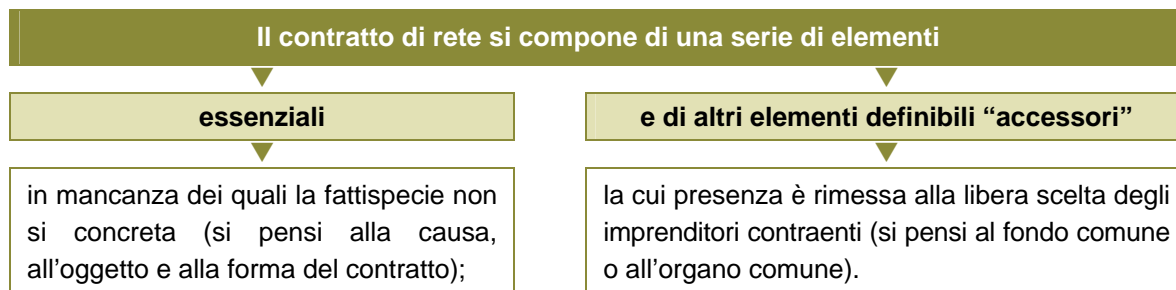 Il contratto di rete si compone di una serie di elementi
essenziali
in mancanza dei quali la fattispecie non
si concreta (si pensi alla causa,
all'oggetto e alla forma del contratto);
e di altri elementi definibili “accessori”
la cui presenza è rimessa alla libera scelta degli
imprenditori contraenti (si pensi al fondo comune
o all'organo comune).